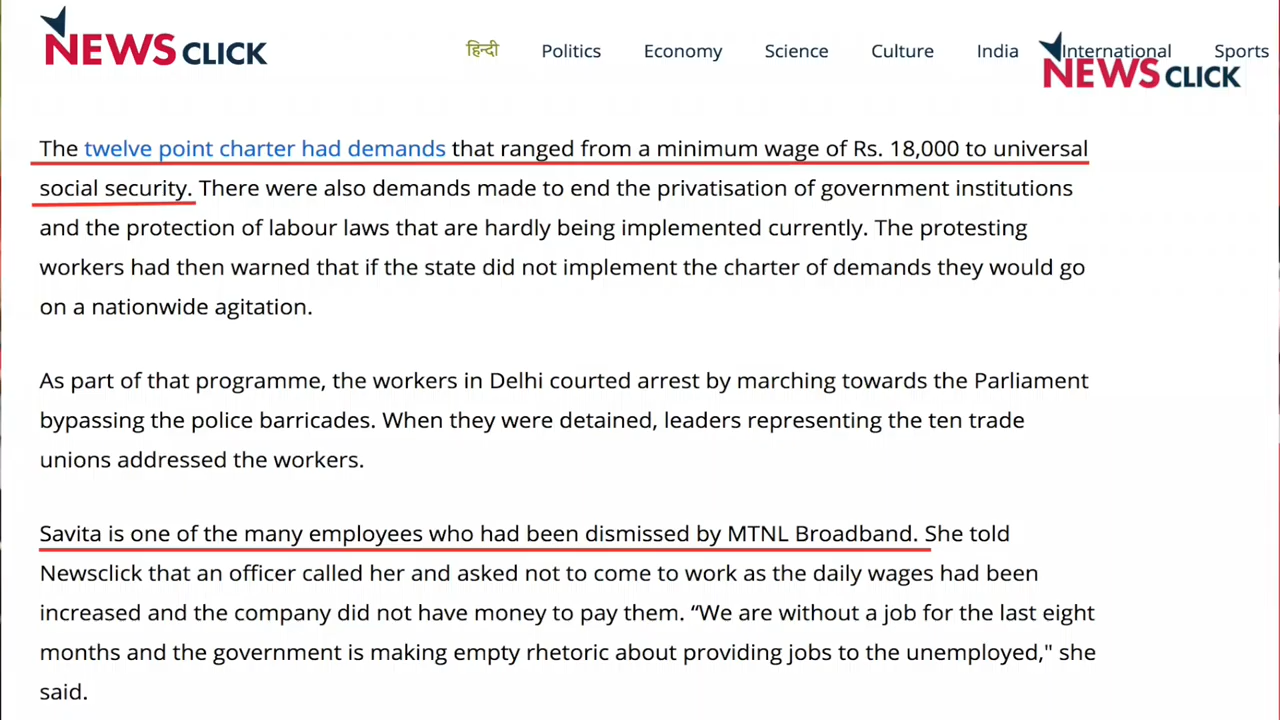 NEWS CLICK
हिन्दी Politics Economy Science Culture India International Sports
NEWS CLICK
The twelve point charter had demands that ranged from a minimum wage of Rs. 18,000 to universal
social security. There were also demands made to end the privatisation of government institutions
and the protection of labour laws that are hardly being implemented currently. The protesting
workers had then warned that if the state did not implement the charter of demands they would go
on a nationwide agitation.
As part of that programme, the workers in Delhi courted arrest by marching towards the Parliament
bypassing the police barricades. When they were detained, leaders representing the ten trade
unions addressed the workers.
Savita is one of the many employees who had been dismissed by MTNL Broadband. She told
Newsclick that an officer called her and asked not to come to work as the daily wages had been
increased and the company did not have money to pay them. “We are without a job for the last eight
months and the government is making empty rhetoric about providing jobs to the unemployed," she
said.